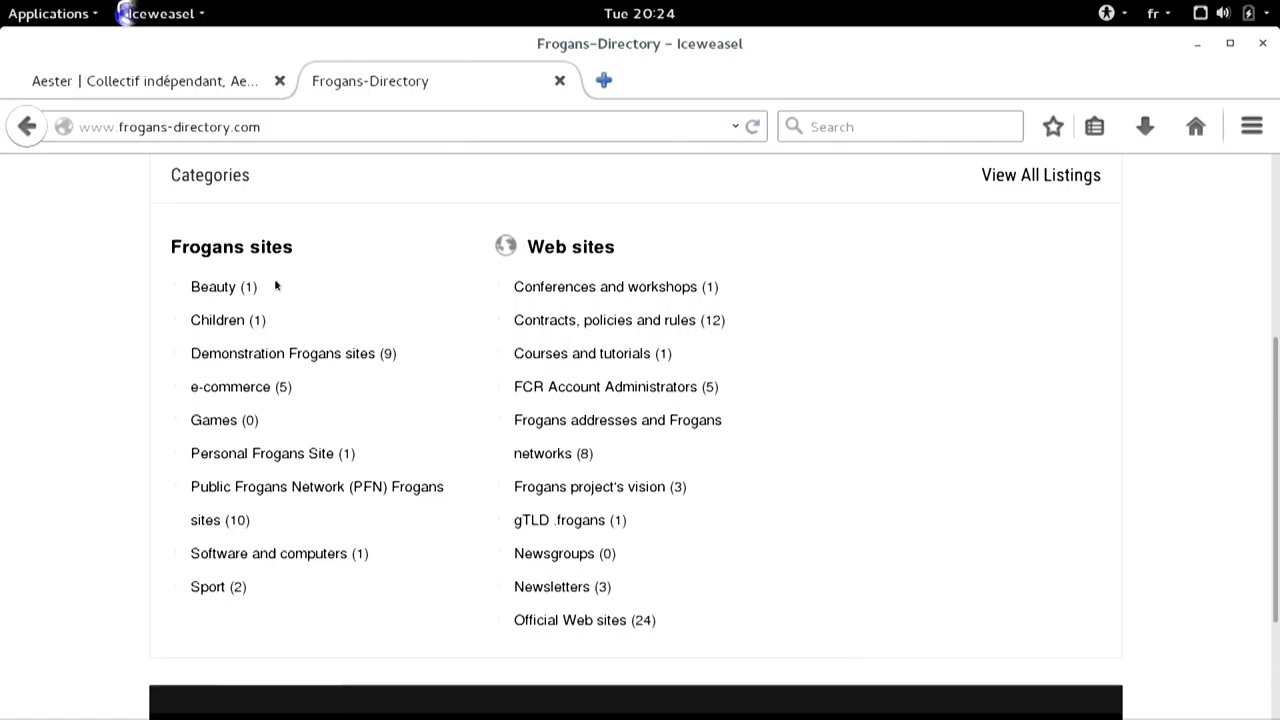 Applications
Iceweasel
Tue 20:24
fr
Frogans-Directory – Iceweasel
Aester | Collectif indépendant, Ae...
Frogans-Directory
www.frogans-directory.com
Search
Categories
View All Listings
Frogans sites
Beauty (1)
Children (1)
Demonstration Frogans sites (9)
e-commerce (5)
Games (0)
Personal Frogans Site (1)
Public Frogans Network (PFN) Frogans
sites (10)
Software and computers (1)
Sport (2)
Web sites
Conferences and workshops (1)
Contracts, policies and rules (12)
Courses and tutorials (1)
FCR Account Administrators (5)
Frogans addresses and Frogans
networks (8)
Frogans project's vision (3)
gTLD .frogans (1)
Newsgroups (0)
Newsletters (3)
Official Web sites (24)